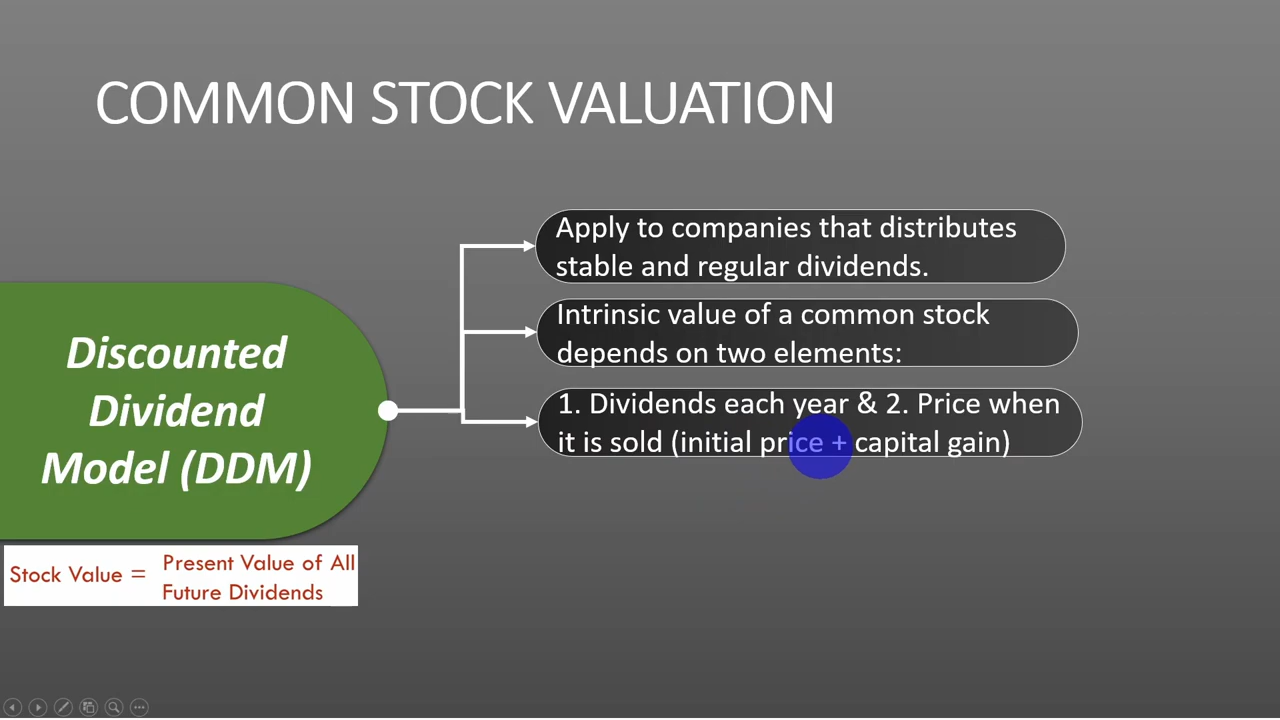 COMMON STOCK VALUATION
Apply to companies that distributes
stable and regular dividends.
Intrinsic value of a common stock
depends on two elements:
1. Dividends each year & 2. Price when
it is sold (initial price + capital gain)
Discounted
Dividend
Model (DDM)
Stock Value = Present Value of All
Future Dividends